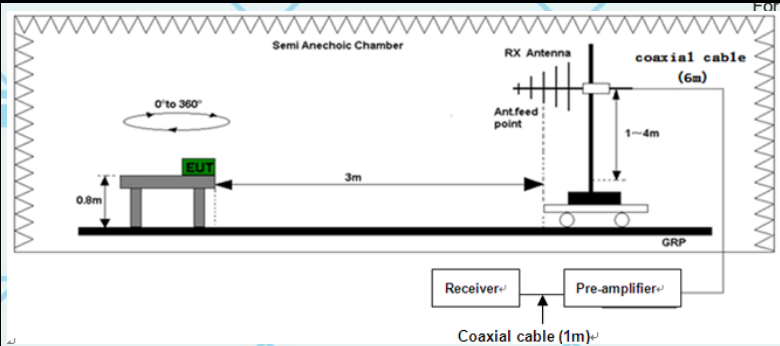 For
Semi Anechoic Chamber
RX Antenna
coaxial cable
(6m)
0°to 360°
Ant.feed
point
1～4m
EUT
3m
0.8m
GRP
Receiver↵
Pre-amplifier↵
Coaxial cable (1m)↵